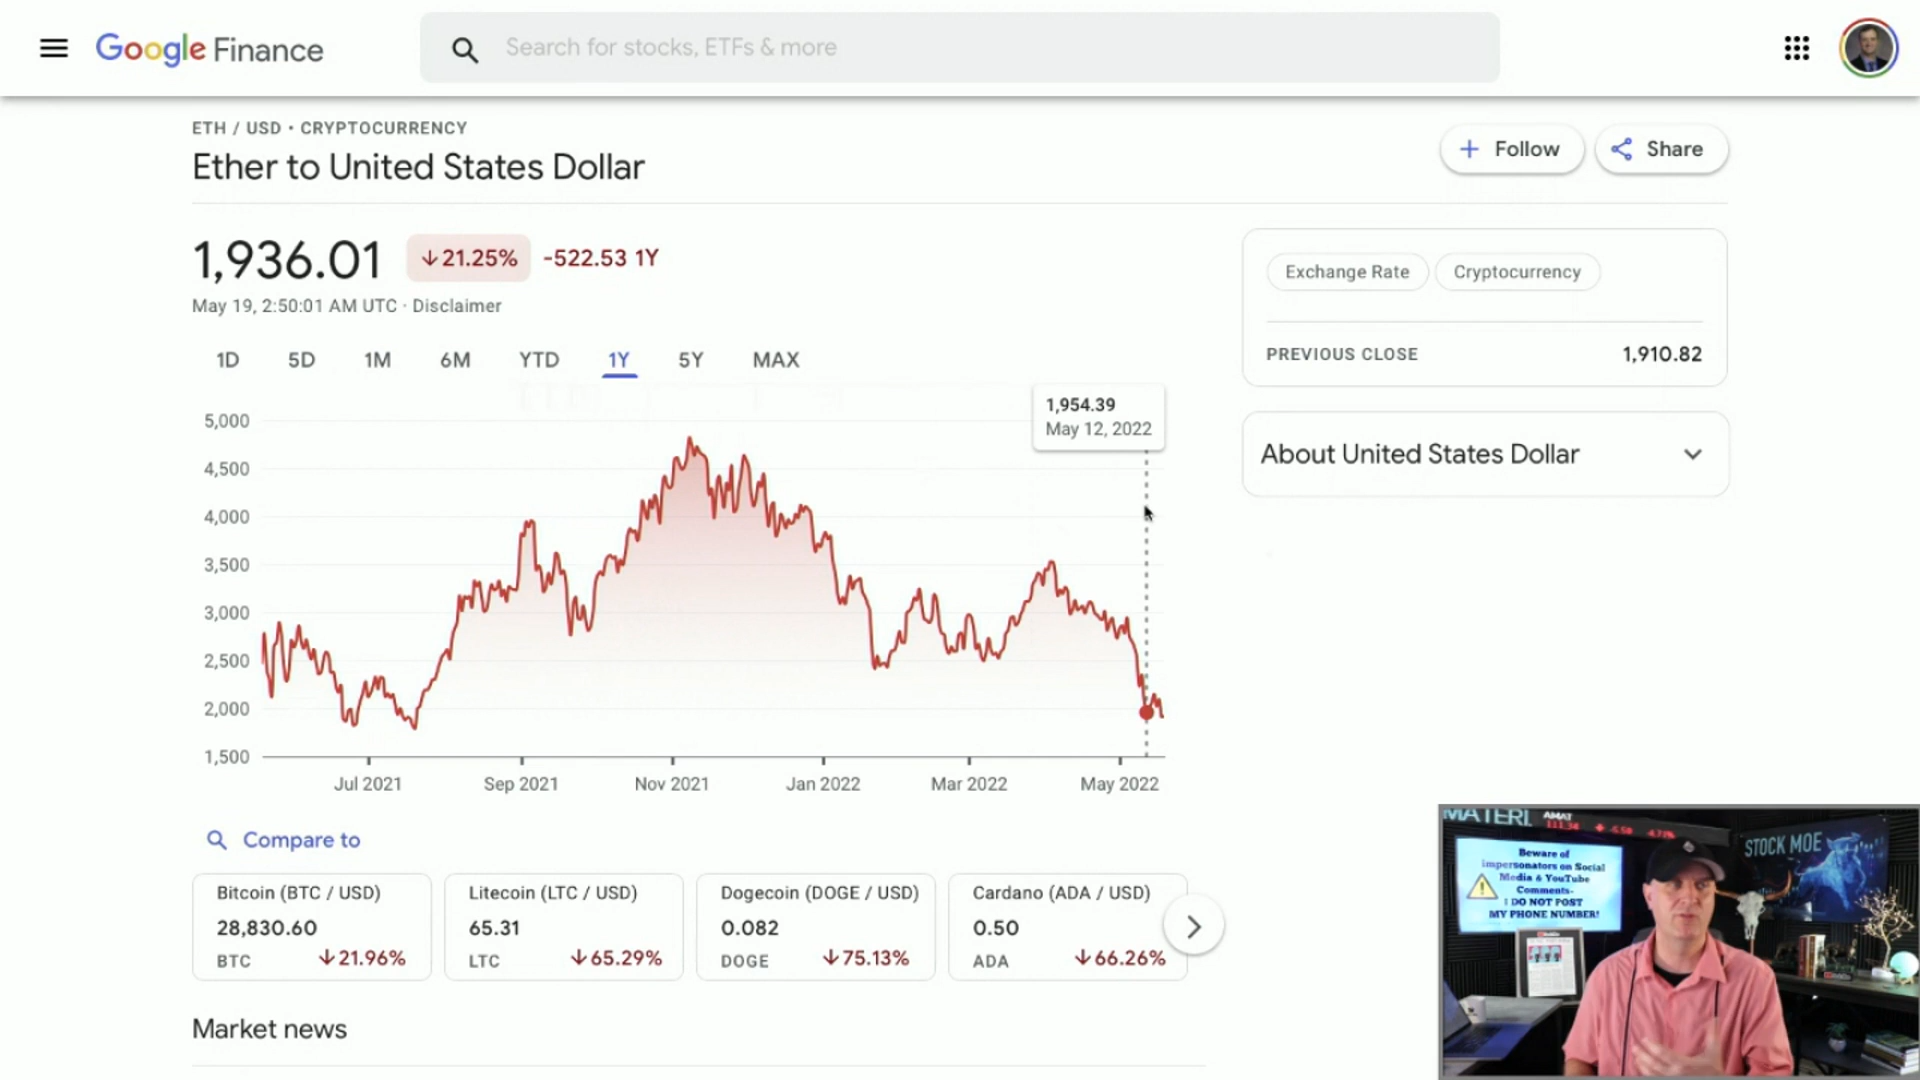 Google Finance
Search for stocks, ETFs & more
ETH / USD • CRYPTOCURRENCY
Ether to United States Dollar
Follow
Share
1,936.01
↓21.25%
-522.53 1Y
May 19, 2:50:01 AM UTC · Disclaimer
Exchange Rate
Cryptocurrency
PREVIOUS CLOSE
1,910.82
About United States Dollar
1D 5D 1M 6M YTD 1Y 5Y MAX
1,954.39
May 12, 2022
5,000
4,500
4,000
3,500
3,000
2,500
2,000
1,500
Jul 2021 Sep 2021 Nov 2021 Jan 2022 Mar 2022 May 2022
Compare to
Bitcoin (BTC / USD)
28,830.60
BTC ↓21.96%
Litecoin (LTC / USD)
65.31
LTC ↓65.29%
Dogecoin (DOGE / USD)
0.082
DOGE ↓75.13%
Cardano (ADA / USD)
0.50
ADA ↓66.26%
Market news
MATERI
AMAT
Beware of
Impersonators on Social
Media & YouTube
Comments-
I DO NOT POST
MY PHONE NUMBER!
STOCK MOE